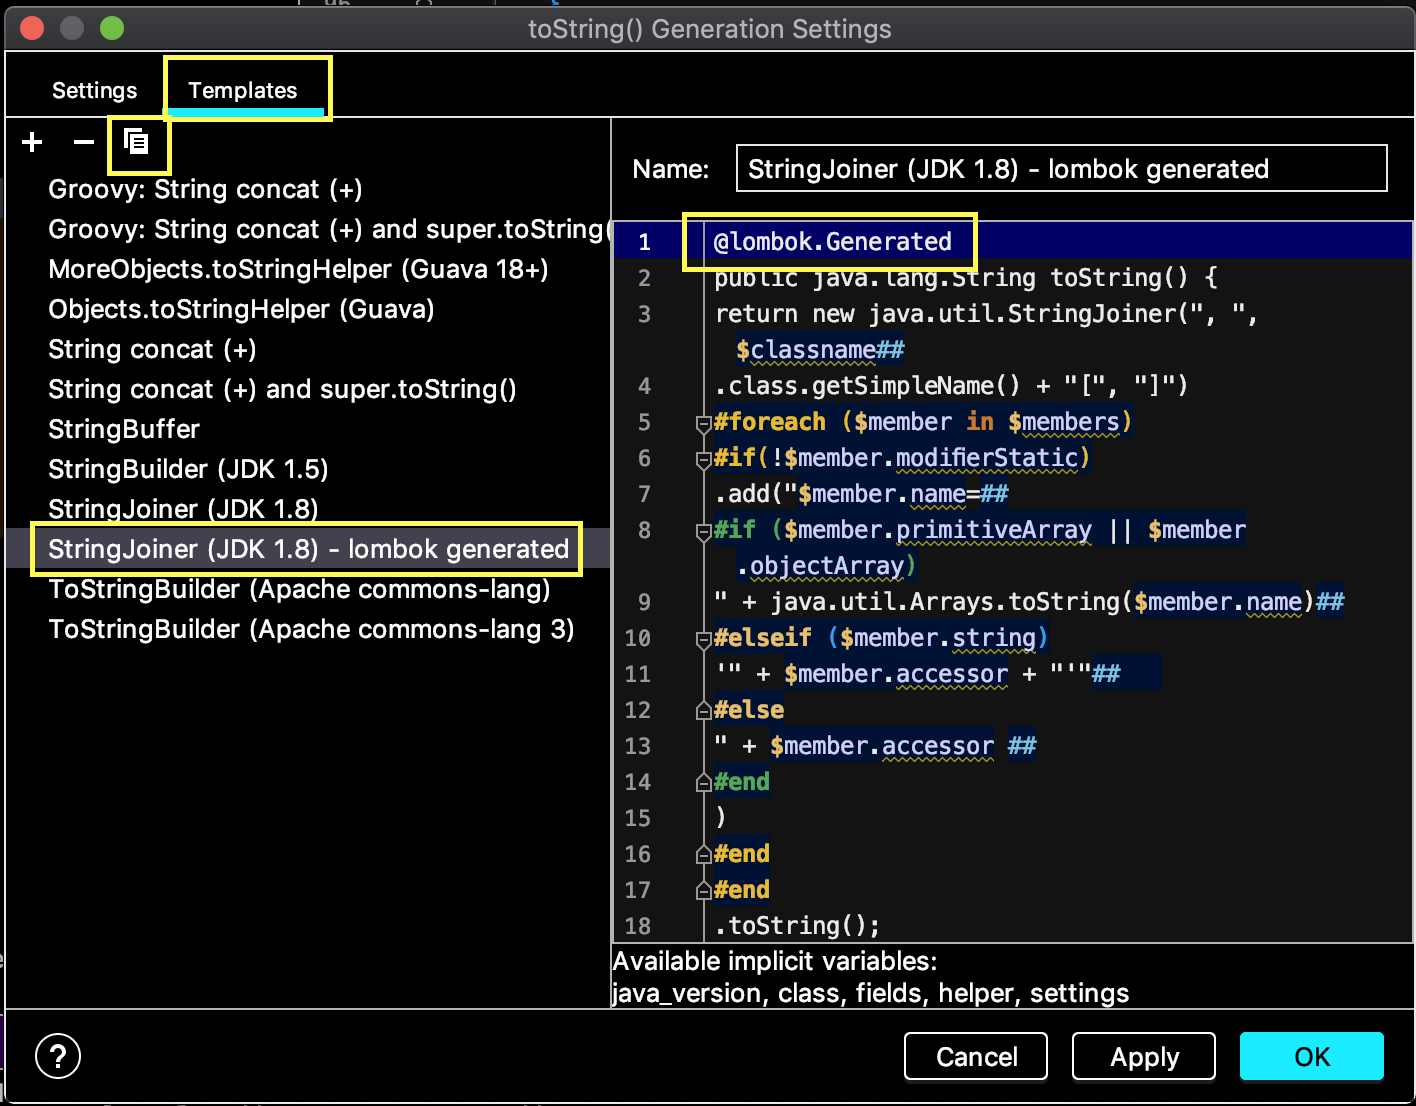 toString() Generation Settings
Settings
Templates
Groovy: String concat (+)
Groovy: String concat (+) and super.toString(
MoreObjects.toStringHelper (Guava 18+)
Objects.toStringHelper (Guava)
String concat (+)
String concat (+) and super.toString()
StringBuffer
StringBuilder (JDK 1.5)
StringJoiner (JDK 1.8)
StringJoiner (JDK 1.8) - lombok generated
ToStringBuilder (Apache commons-lang)
ToStringBuilder (Apache commons-lang 3)
Name: StringJoiner (JDK 1.8) - lombok generated
1 @lombok.Generated
2 public java.lang.String toString() {
3 return new java.util.StringJoiner(", ",
$classname##
4 .class.getSimpleName() + "[", "]")
5 #foreach ($member in $members)
6 #if(!$member.modifierStatic)
7 .add("$member.name=##
8 #if ($member.primitiveArray || $member
.objectArray)
9 " + java.util.Arrays.toString($member.name)##
10 #elseif ($member.string)
11 '" + $member.accessor + "'"##
12 #else
13 " + $member.accessor ##
14 #end
15 )
16 #end
17 #end
18 .toString();
Available implicit variables:
java_version, class, fields, helper, settings
?
Cancel
Apply
OK